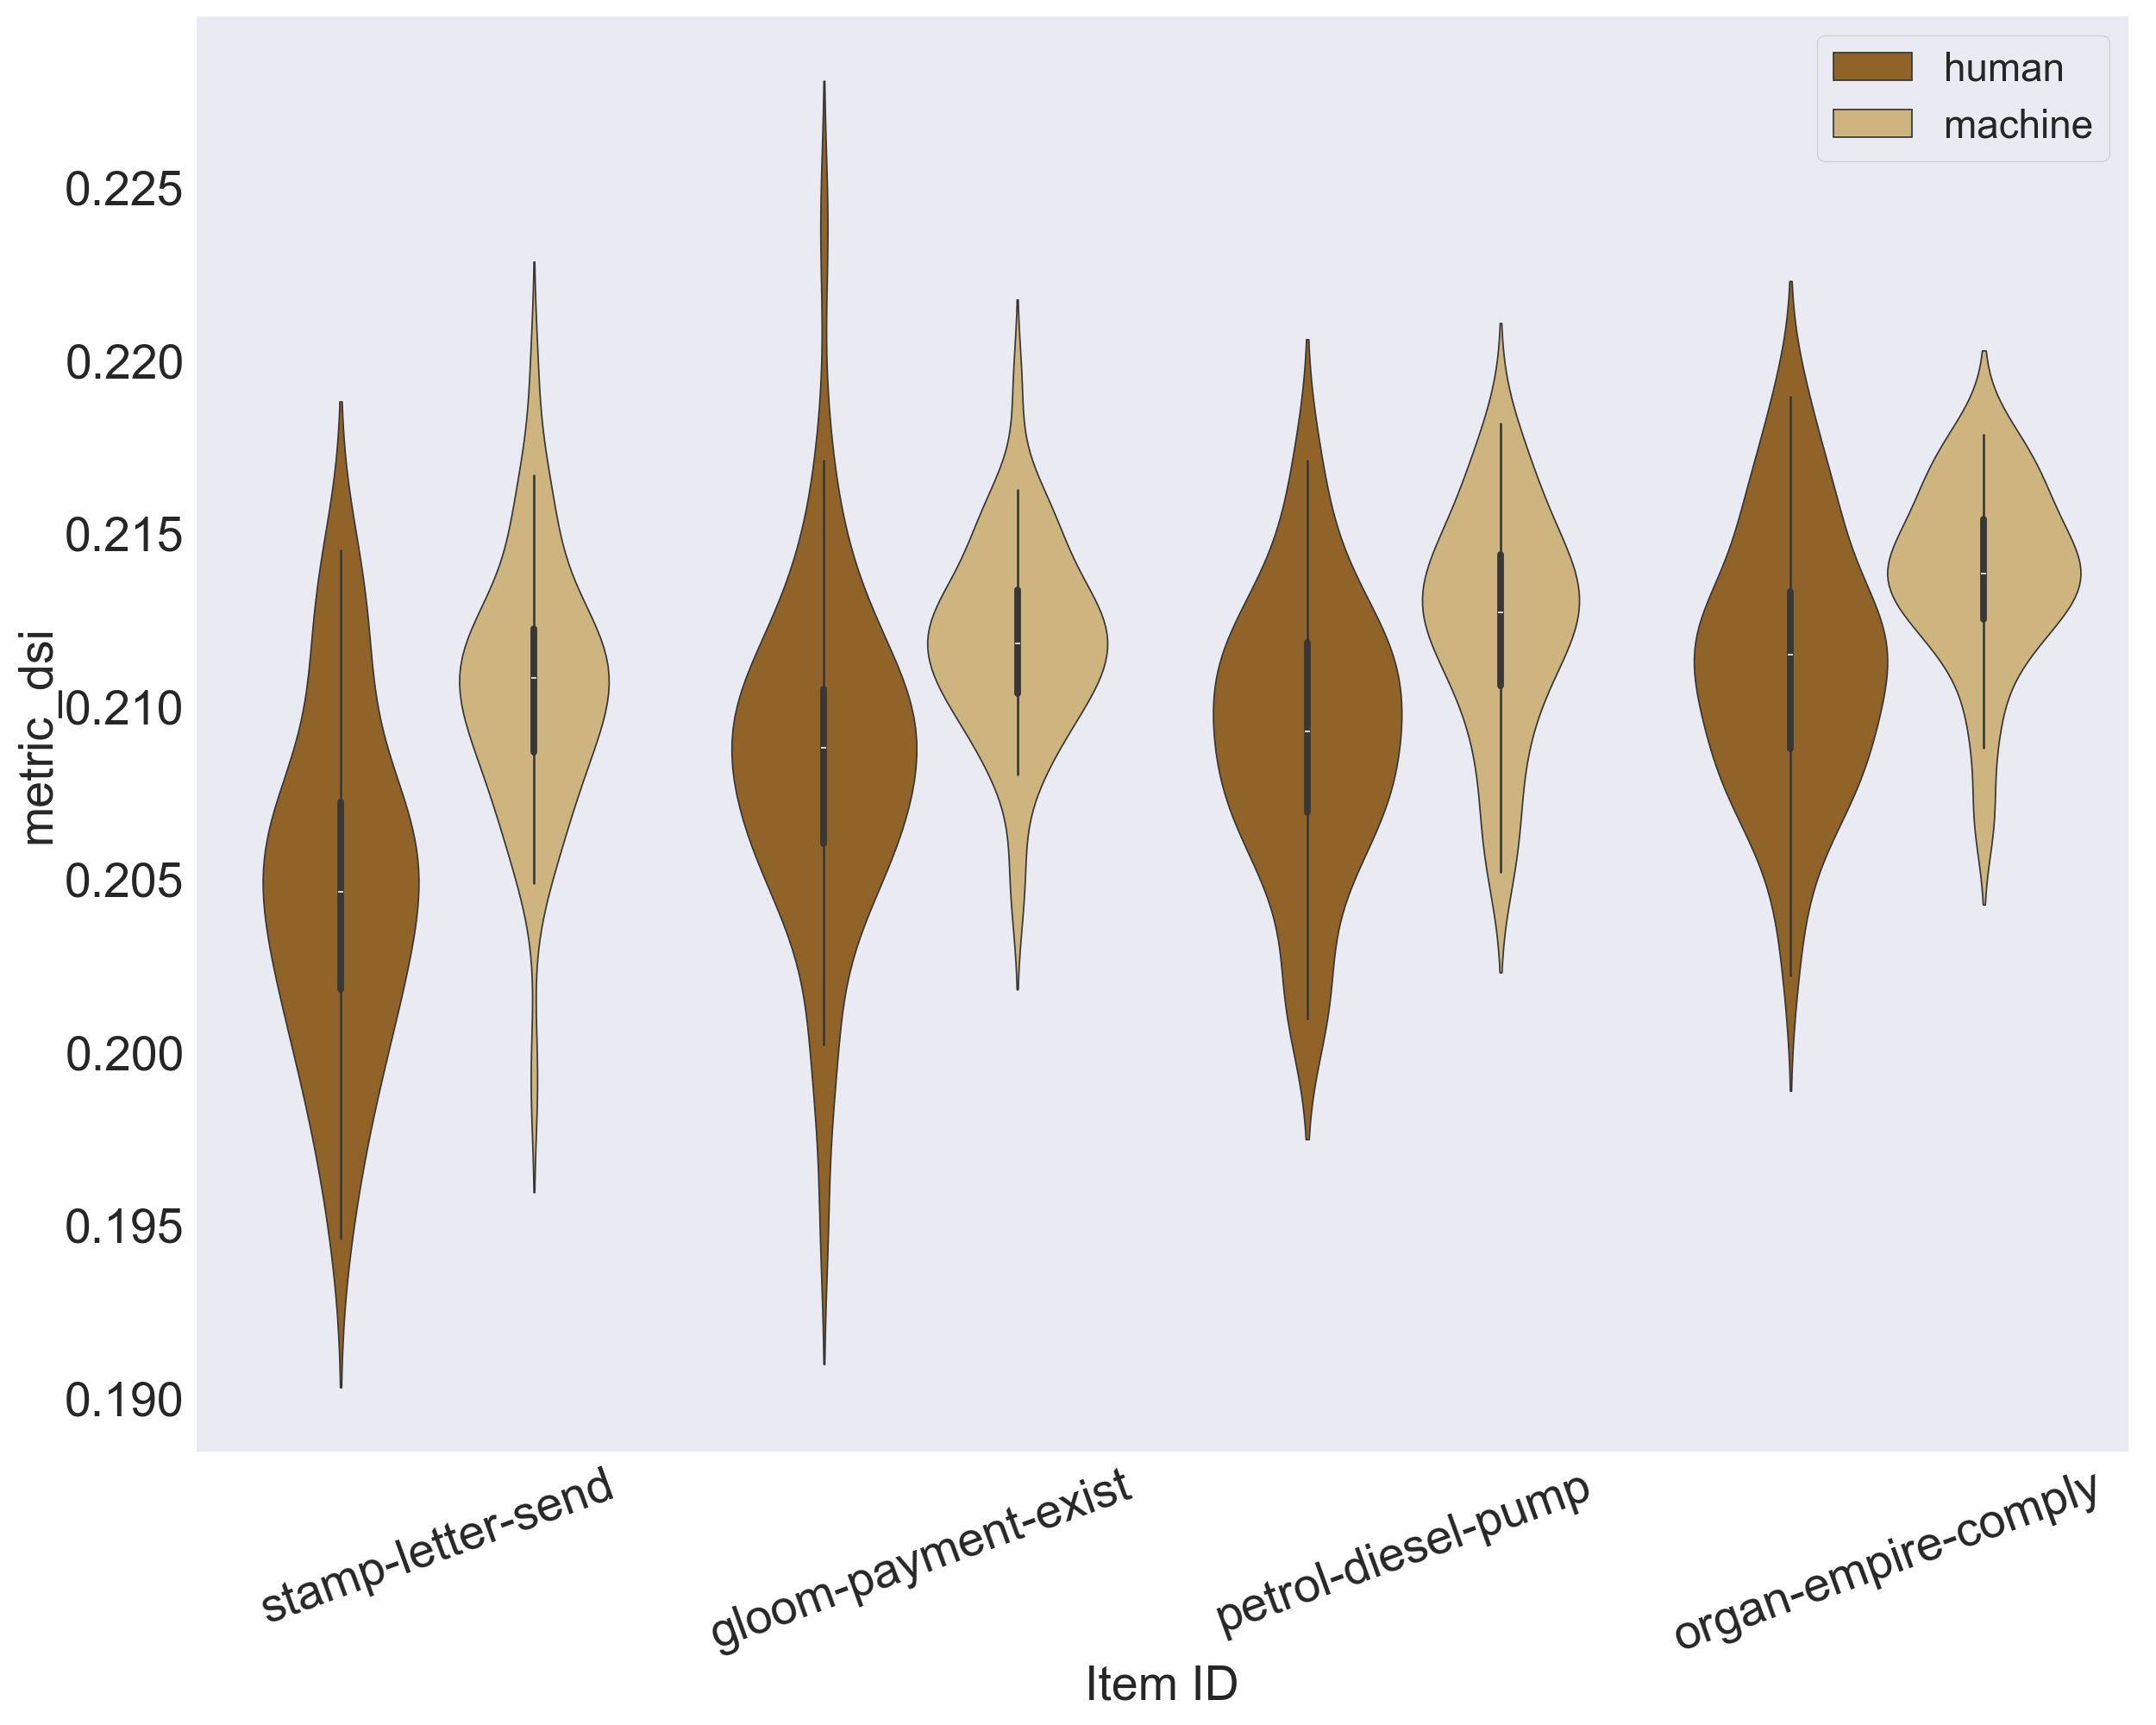 human
machine
metric_dsi
0.225
0.220
0.215
0.210
0.205
0.200
0.195
0.190
stamp-letter-send
gloom-payment-exist
petrol-diesel-pump
organ-empire-comply
Item ID